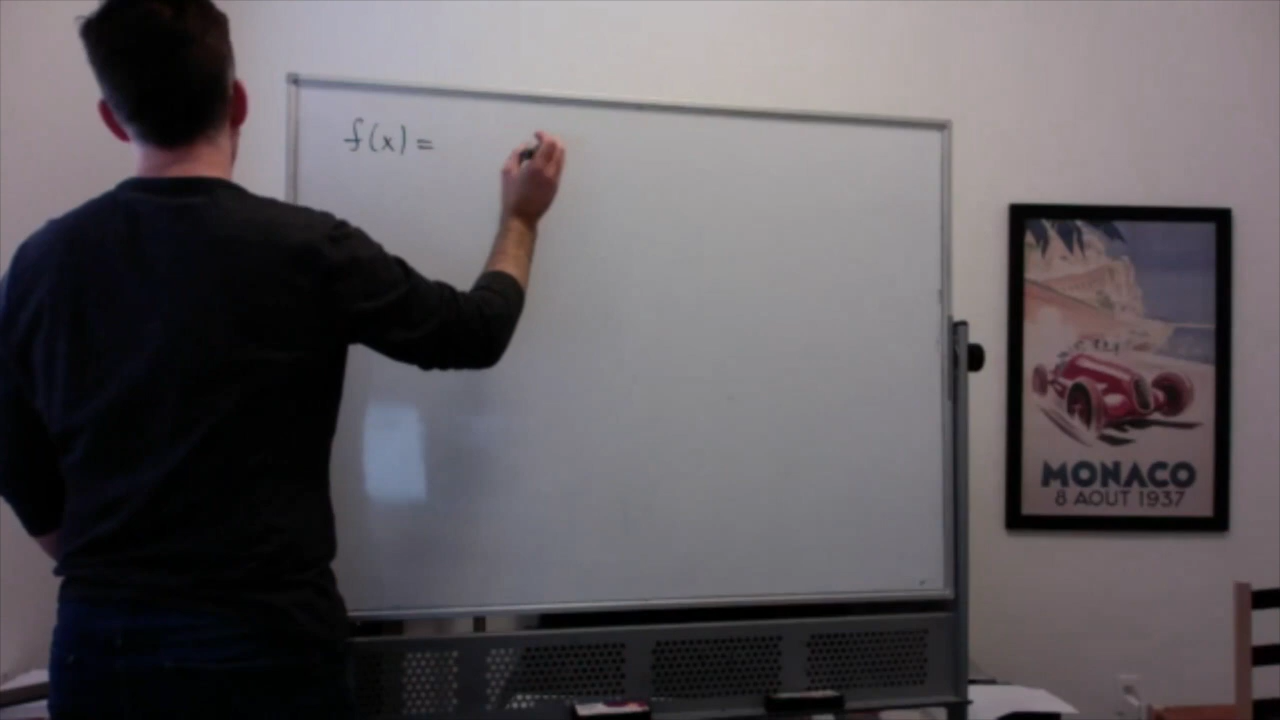 f(x) =
MONACO
8 AOUT 1937